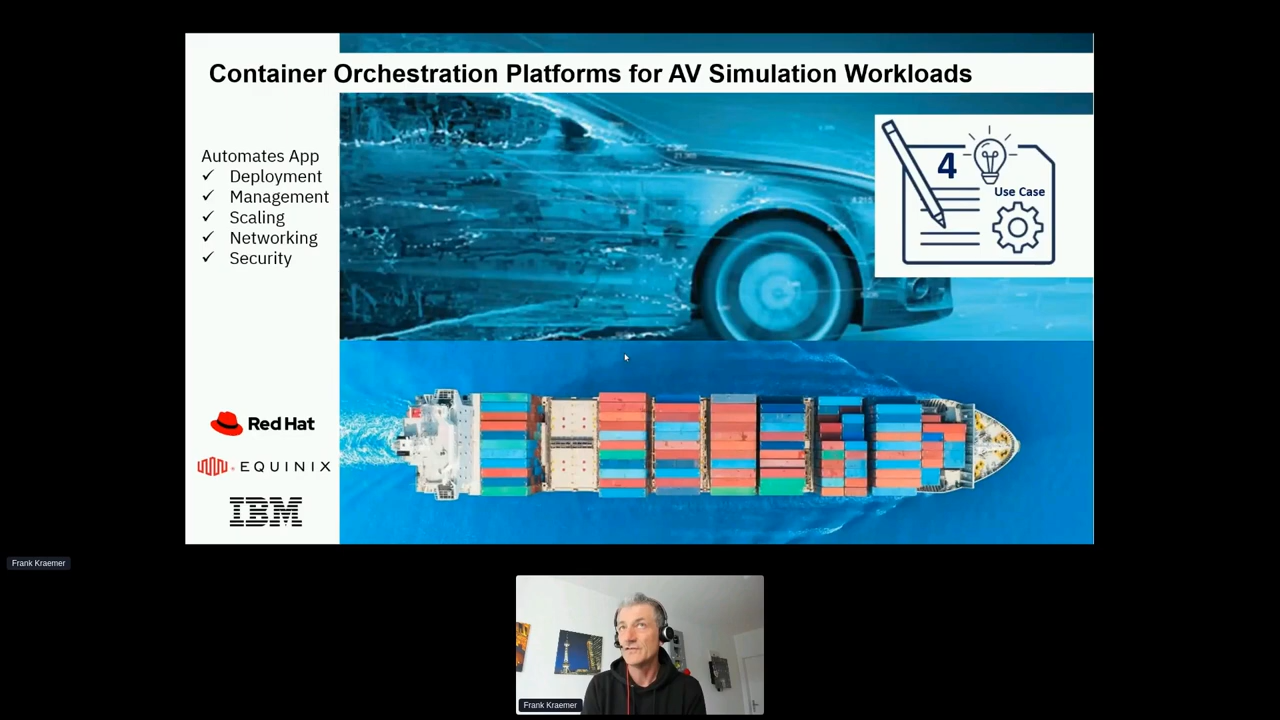 Container Orchestration Platforms for AV Simulation Workloads
4
Use Case
Automates App
✓ Deployment
✓ Management
✓ Scaling
✓ Networking
✓ Security
Red Hat
EQUINIX
IBM
Frank Kraemer
Frank Kraemer